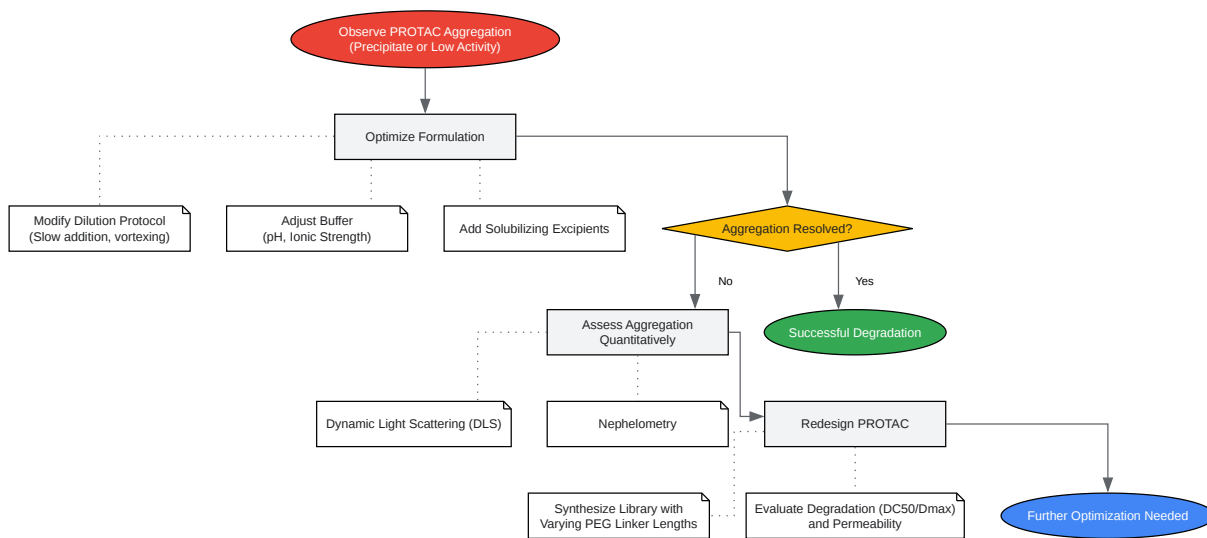 Observe PROTAC Aggregation
(Precipitate or Low Activity)
Optimize Formulation
Modify Dilution Protocol
(Slow addition, vortexing)
Adjust Buffer
(pH, Ionic Strength)
Add Solubilizing Excipients
Aggregation Resolved?
No
Yes
Assess Aggregation
Quantitatively
Successful Degradation
Dynamic Light Scattering (DLS)
Nephelometry
Redesign PROTAC
Synthesize Library with
Varying PEG Linker Lengths
Evaluate Degradation (DC50/Dmax)
and Permeability
Further Optimization Needed